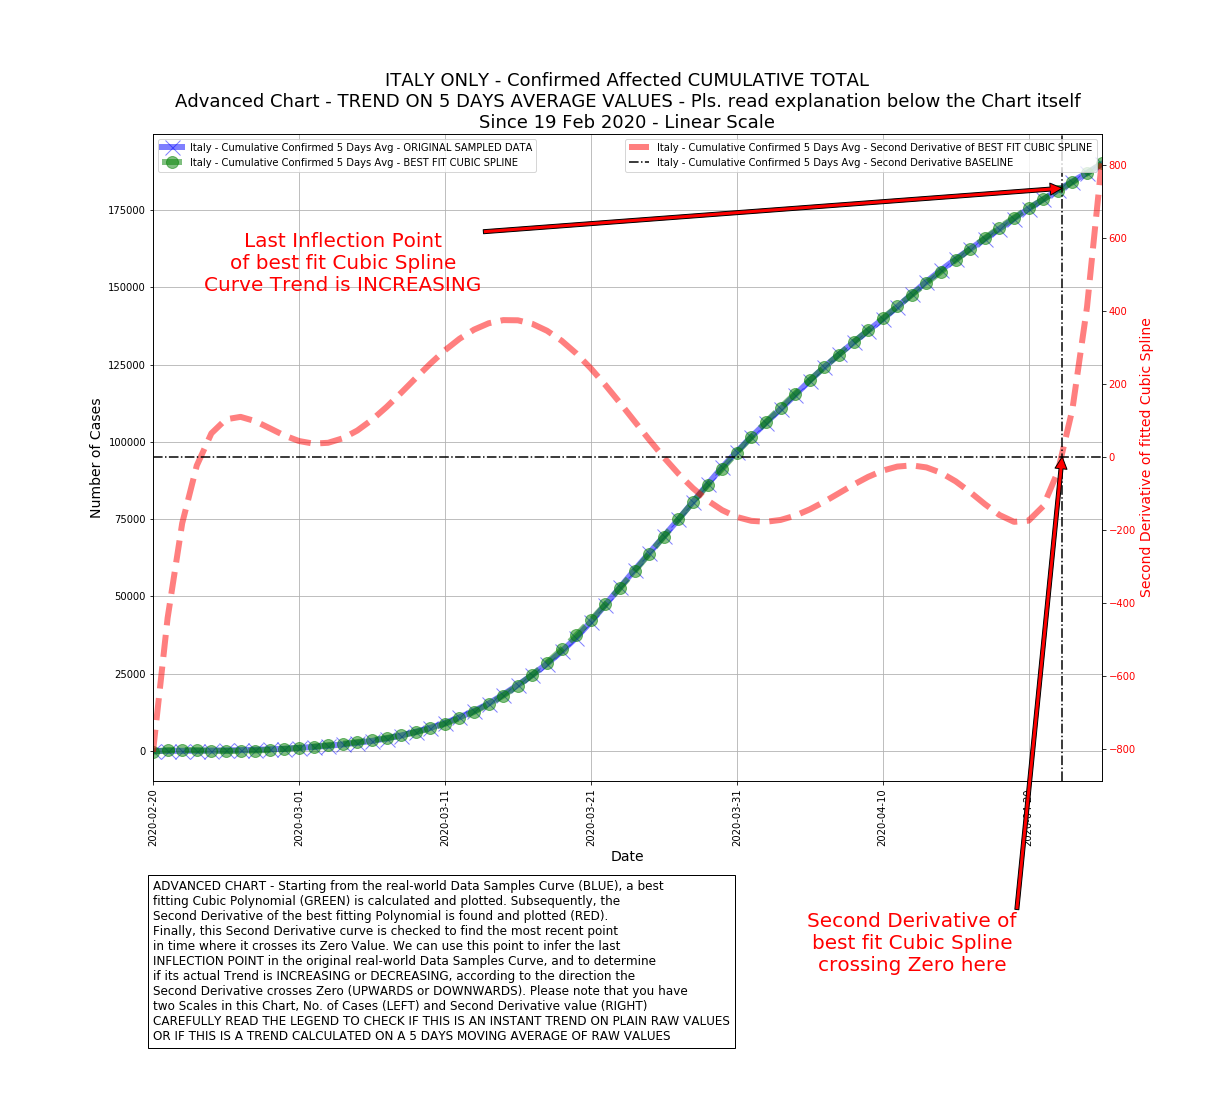 ITALY ONLY - Confirmed Affected CUMULATIVE TOTAL
Advanced Chart - TREND ON 5 DAYS AVERAGE VALUES - Pls. read explanation below the Chart itself
Since 19 Feb 2020 - Linear Scale
Italy - Cumulative Confirmed 5 Days Avg - ORIGINAL SAMPLED DATA
Italy - Cumulative Confirmed 5 Days Avg - BEST FIT CUBIC SPLINE
Italy - Cumulative Confirmed 5 Days Avg - Second Derivative of BEST FIT CUBIC SPLINE
Italy - Cumulative Confirmed 5 Days Avg - Second Derivative BASELINE
Last Inflection Point
of best fit Cubic Spline
Curve Trend is INCREASING
Number of Cases
175000
150000
125000
100000
75000
50000
25000
0
Second Derivative of fitted Cubic Spline
800
600
400
200
0
−200
−400
−600
−800
2020-02-20
2020-03-01
2020-03-11
2020-03-21
2020-03-31
2020-04-10
2020-04-20
Date
ADVANCED CHART - Starting from the real-world Data Samples Curve (BLUE), a best
fitting Cubic Polynomial (GREEN) is calculated and plotted. Subsequently, the
Second Derivative of the best fitting Polynomial is found and plotted (RED).
Finally, this Second Derivative curve is checked to find the most recent point
in time where it crosses its Zero Value. We can use this point to infer the last
INFLECTION POINT in the original real-world Data Samples Curve, and to determine
if its actual Trend is INCREASING or DECREASING, according to the direction the
Second Derivative crosses Zero (UPWARDS or DOWNWARDS). Please note that you have
two Scales in this Chart, No. of Cases (LEFT) and Second Derivative value (RIGHT)
CAREFULLY READ THE LEGEND TO CHECK IF THIS IS AN INSTANT TREND ON PLAIN RAW VALUES
OR IF THIS IS A TREND CALCULATED ON A 5 DAYS MOVING AVERAGE OF RAW VALUES
Second Derivative of
best fit Cubic Spline
crossing Zero here